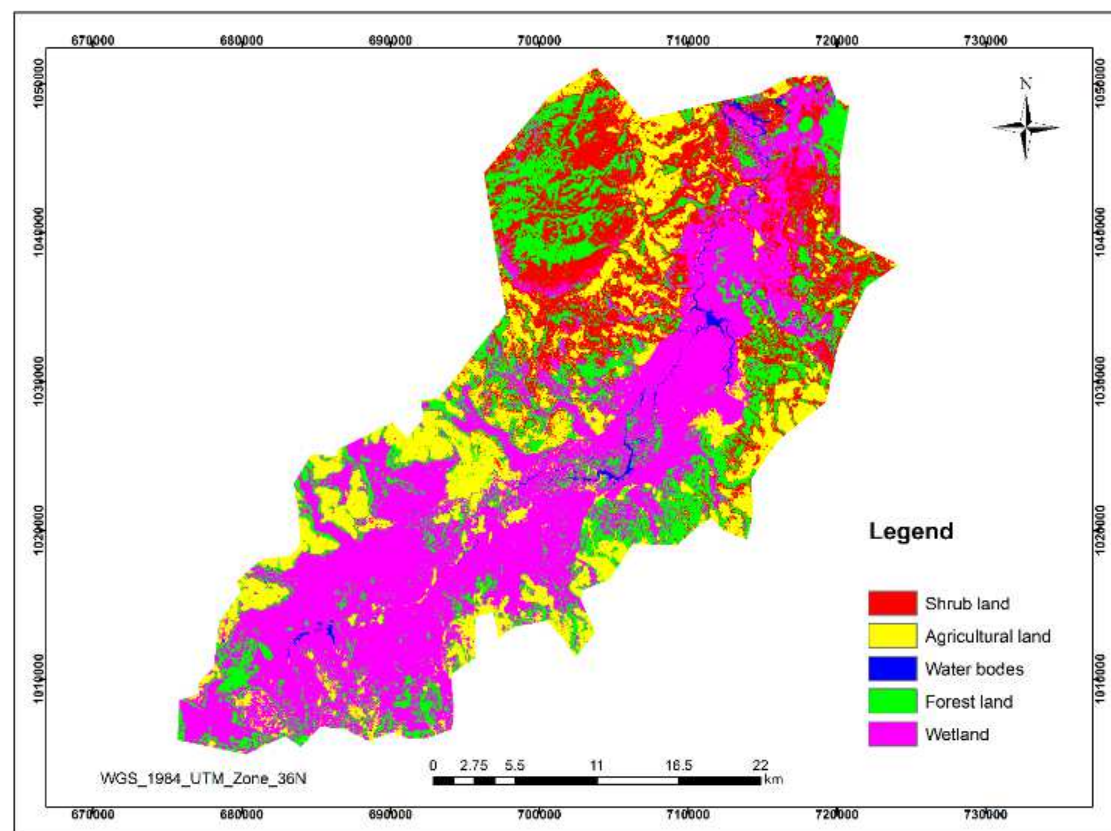 670000 680000 690000 700000 710000 720000 730000
1050000 1050000
N
1040000 1040000
1030000 1030000
1020000 1020000
Legend
Shrub land
Agricultural land
Water bodes
Forest land
Wetland
1010000 1010000
0 2.75 5.5 11 16.5 22
km
WGS_1984_UTM_Zone_36N
670000 680000 690000 700000 710000 720000 730000